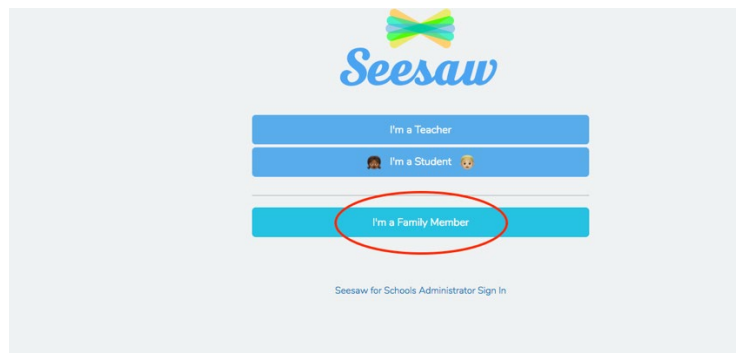 Seesaw
I'm a Teacher
I'm a Student
I'm a Family Member
Seesaw for Schools Administrator Sign In